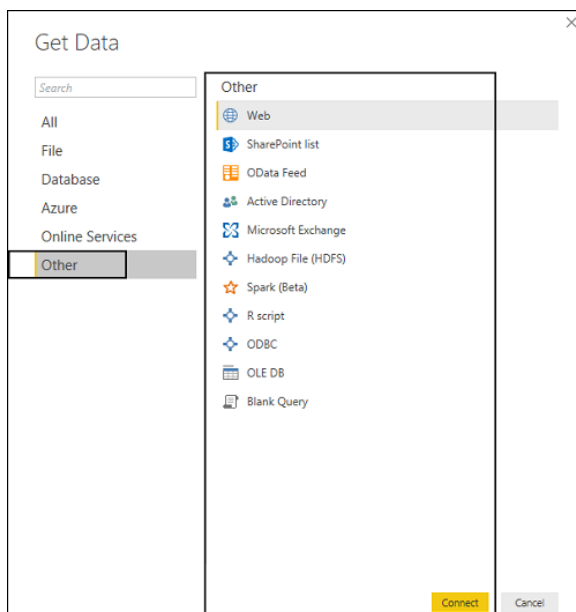 Get Data
Search
All
File
Database
Azure
Online Services
Other
Other
Web
SharePoint list
OData Feed
Active Directory
Microsoft Exchange
Hadoop File (HDFS)
Spark (Beta)
R script
ODBC
OLE DB
Blank Query
Connect
Cancel